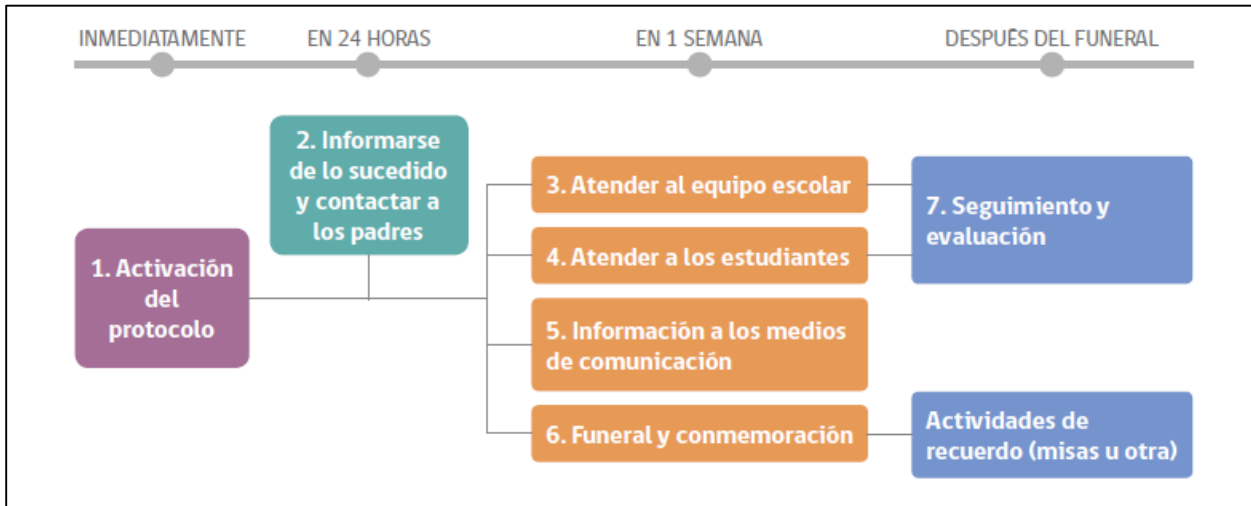 INMEDIATAMENTE
EN 24 HORAS
EN 1 SEMANA
DESPUÉS DEL FUNERAL
1. Activación
del
protocolo
2. Informarse
de lo sucedido
y contactar a
los padres
3. Atender al equipo escolar
4. Atender a los estudiantes
5. Información a los medios
de comunicación
6. Funeral y conmemoración
7. Seguimiento y
evaluación
Actividades de
recuerdo (misas u otra)